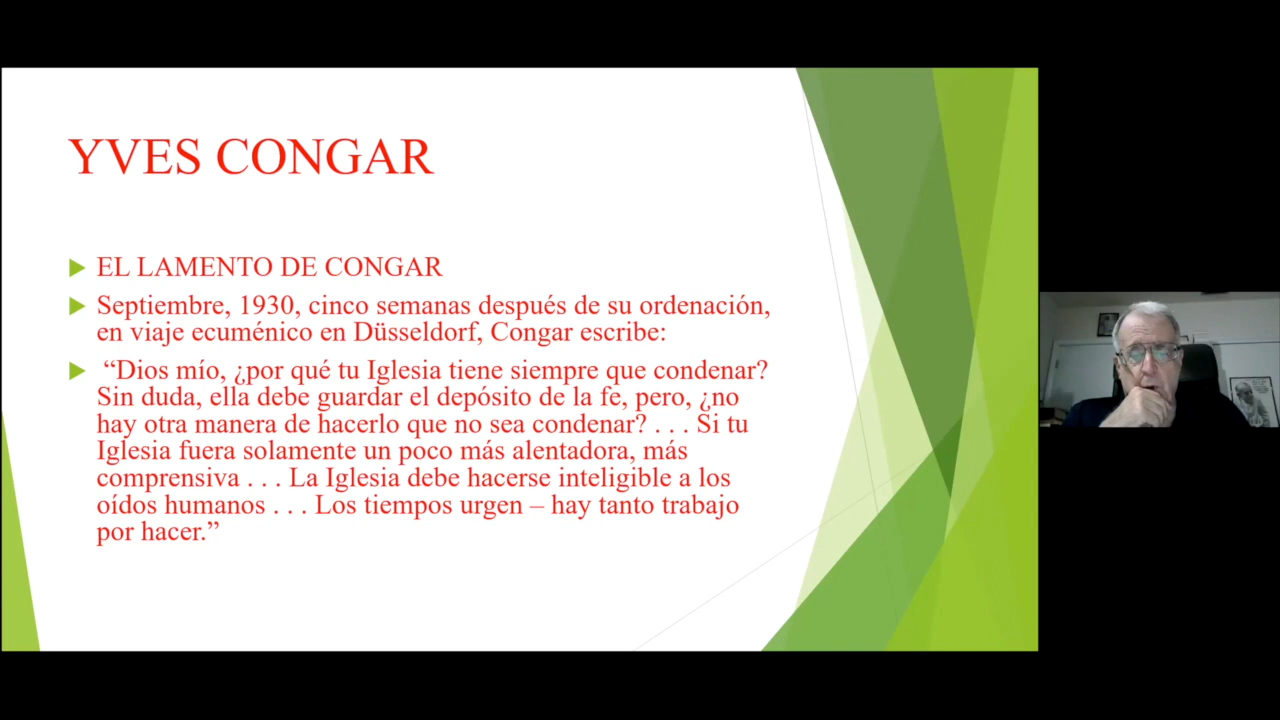 YVES CONGAR
EL LAMENTO DE CONGAR
Septiembre, 1930, cinco semanas después de su ordenación,
en viaje ecuménico en Düsseldorf, Congar escribe:
“Dios mío, ¿por qué tu Iglesia tiene siempre que condenar?
Sin duda, ella debe guardar el depósito de la fe, pero, ¿no
hay otra manera de hacerlo que no sea condenar? . . . Si tu
Iglesia fuera solamente un poco más alentadora, más
comprensiva . . . La Iglesia debe hacerse inteligible a los
oídos humanos . . . Los tiempos urgen – hay tanto trabajo
por hacer.”